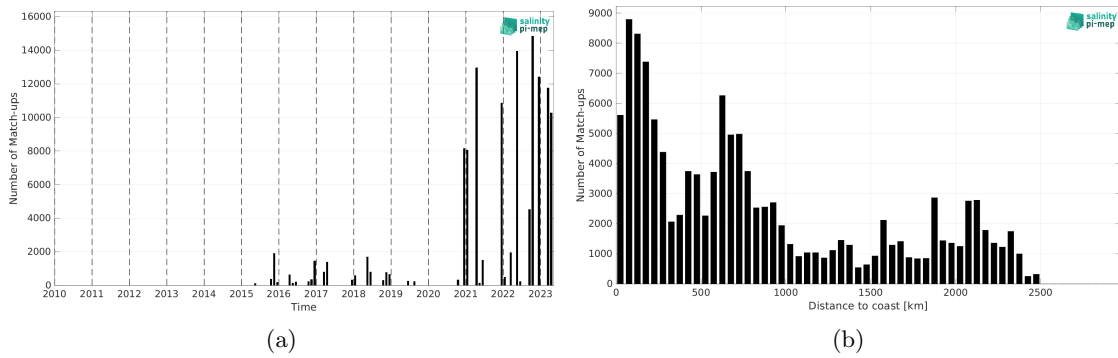 16000
14000
12000
10000
8000
6000
4000
2000
0
Number of Match-ups
2010 2011 2012 2013 2014 2015 2016 2017 2018 2019 2020 2021 2022 2023
Time
salinity
pi-mep
(a)
9000
8000
7000
6000
5000
4000
3000
2000
1000
0
Number of Match-ups
0 500 1000 1500 2000 2500
Distance to coast [km]
salinity
pi-mep
(b)